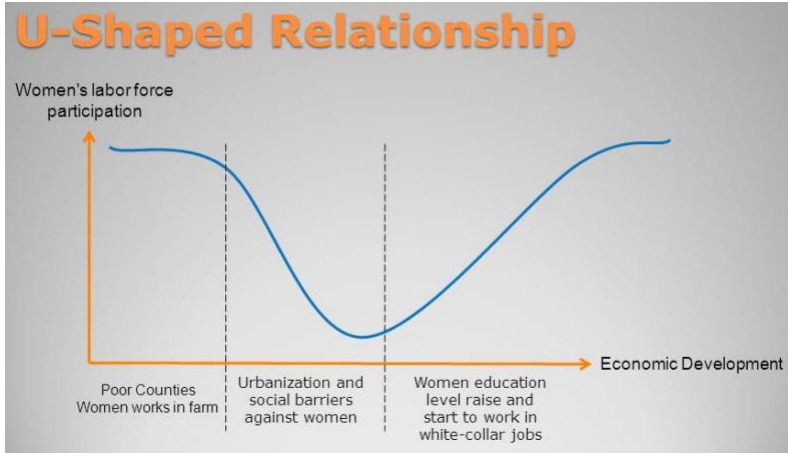 U-Shaped Relationship
Women's labor force
participation
Economic Development
Poor Counties
Women works in farm
Urbanization and
social barriers
against women
Women education
level raise and
start to work in
white-collar jobs